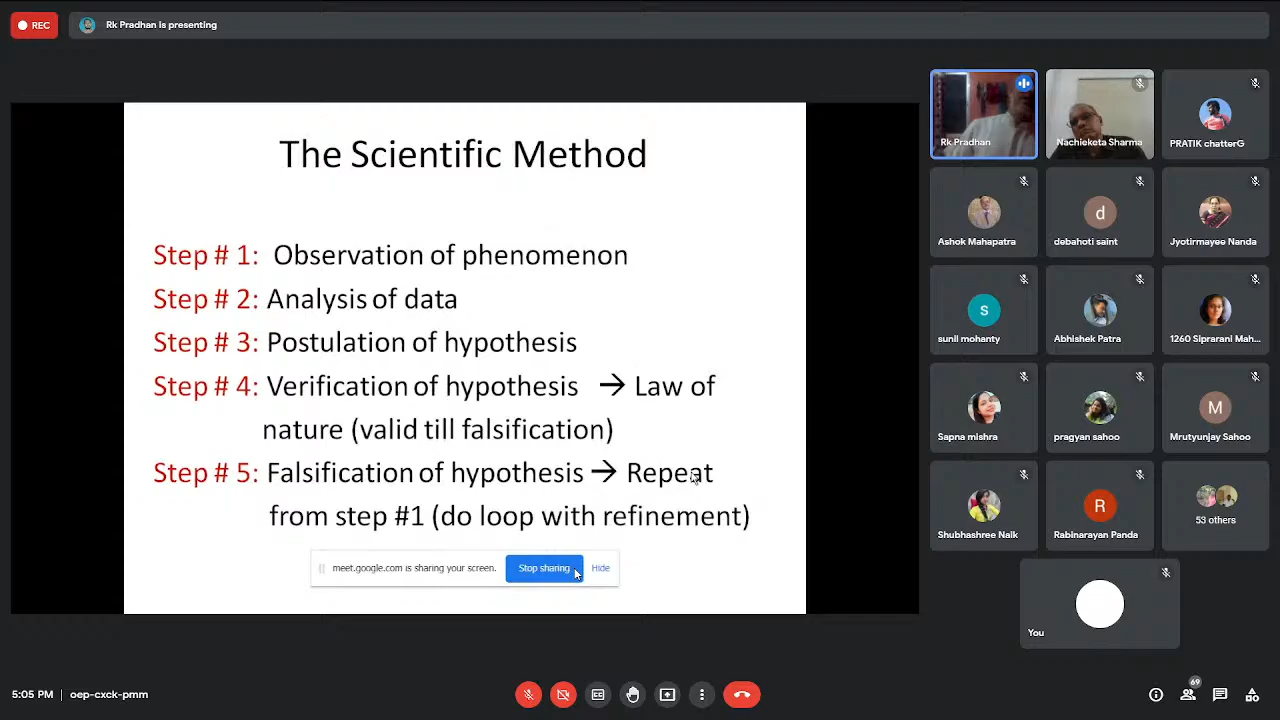 REC
Rk Pradhan is presenting
The Scientific Method
Step # 1: Observation of phenomenon
Step # 2: Analysis of data
Step # 3: Postulation of hypothesis
Step # 4: Verification of hypothesis → Law of
nature (valid till falsification)
Step # 5: Falsification of hypothesis → Repeat
from step #1 (do loop with refinement)
meet.google.com is sharing your screen.
Stop sharing
Hide
Rk Pradhan
Nachieketa Sharma
PRATIK chatterG
Ashok Mahapatra
d
debahoti saint
Jyotirmayee Nanda
s
sunil mohanty
Abhishek Patra
1260 Siprarani Mah...
Sapna mishra
pragyan sahoo
M
Mrutyunjay Sahoo
Shubhashree Naik
R
Rabinarayan Panda
53 others
You
5:05 PM | oep-cxck-pmm
69